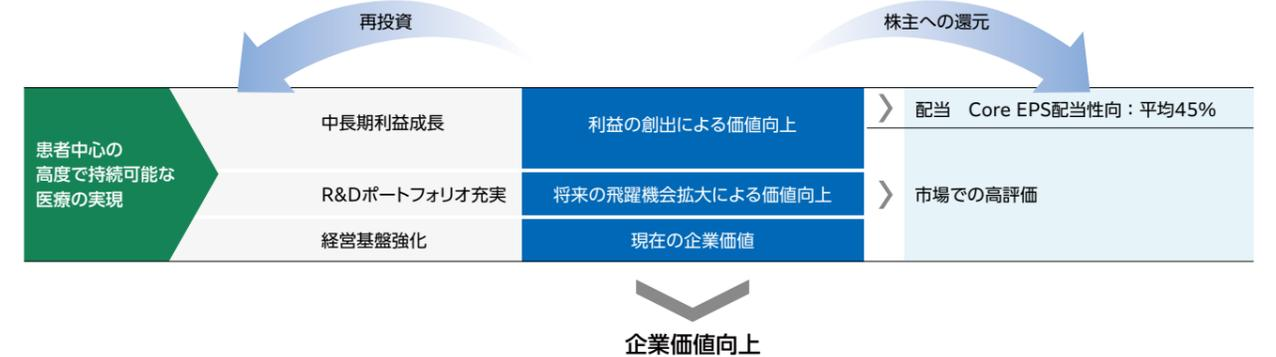 再投資
株主への還元
患者中心の
高度で持続可能な
医療の実現
中長期利益成長
利益の創出による価値向上
配当　Core EPS配当性向：平均45%
R&Dポートフォリオ充実
将来の飛躍機会拡大による価値向上
市場での高評価
経営基盤強化
現在の企業価値
企業価値向上